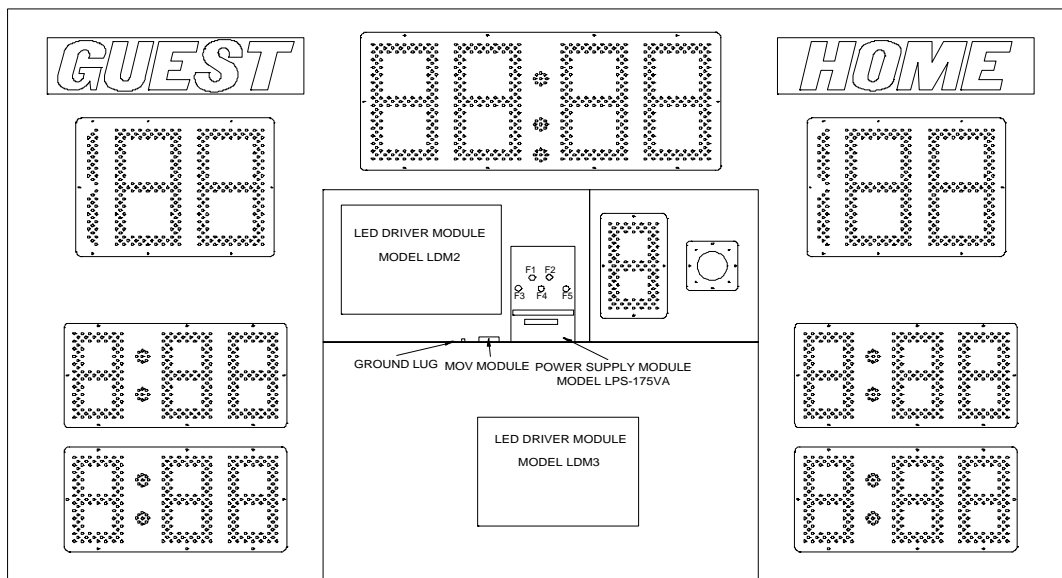 GUEST
HOME
LED DRIVER MODULE
MODEL LDM2
F1 F2
F3 F4 F5
GROUND LUG
MOV MODULE
POWER SUPPLY MODULE
MODEL LPS-175VA
LED DRIVER MODULE
MODEL LDM3